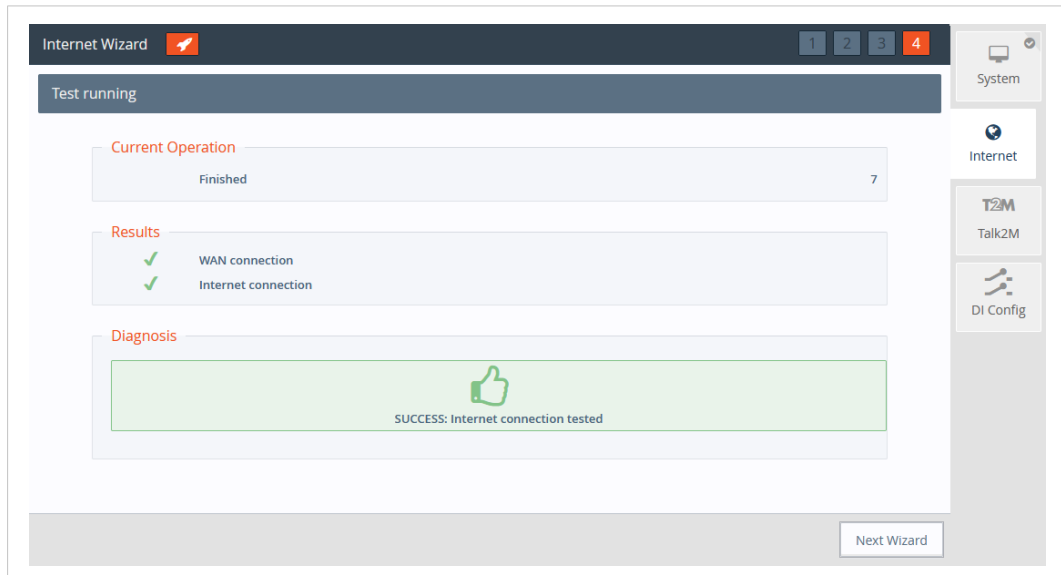 Internet Wizard 1 2 3 4
System
Test running
Internet
Current Operation
Finished 7
T2M
Talk2M
Results
WAN connection
Internet connection
DI Config
Diagnosis
SUCCESS: Internet connection tested
Next Wizard